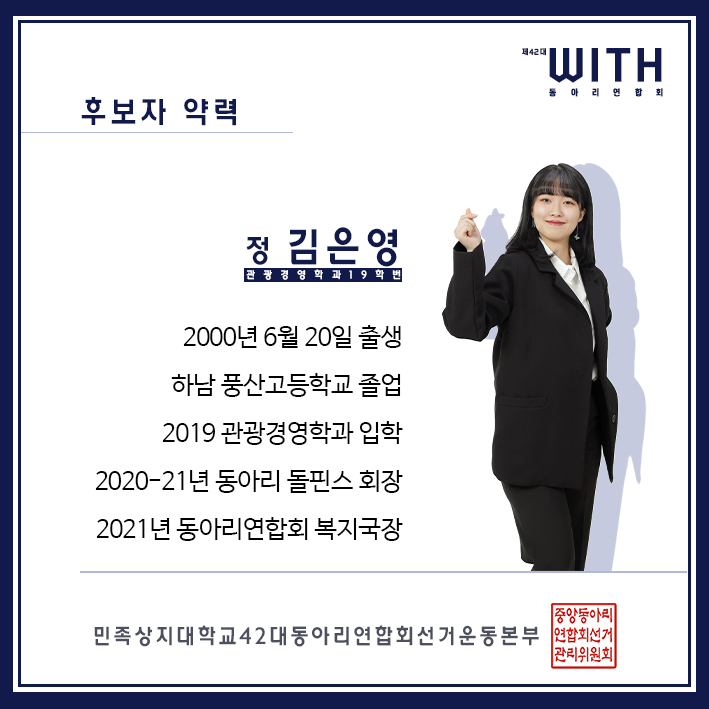 제42대
WITH
동아리연합회
후보자 약력
정 김은영
관광경영학과19학번
2000년 6월 20일 출생
하남 풍산고등학교 졸업
2019 관광경영학과 입학
2020-21년 동아리 돌핀스 회장
2021년 동아리연합회 복지국장
민족상지대학교42대동아리연합회선거운동본부
중앙동아리
연합회선거
관리위원회